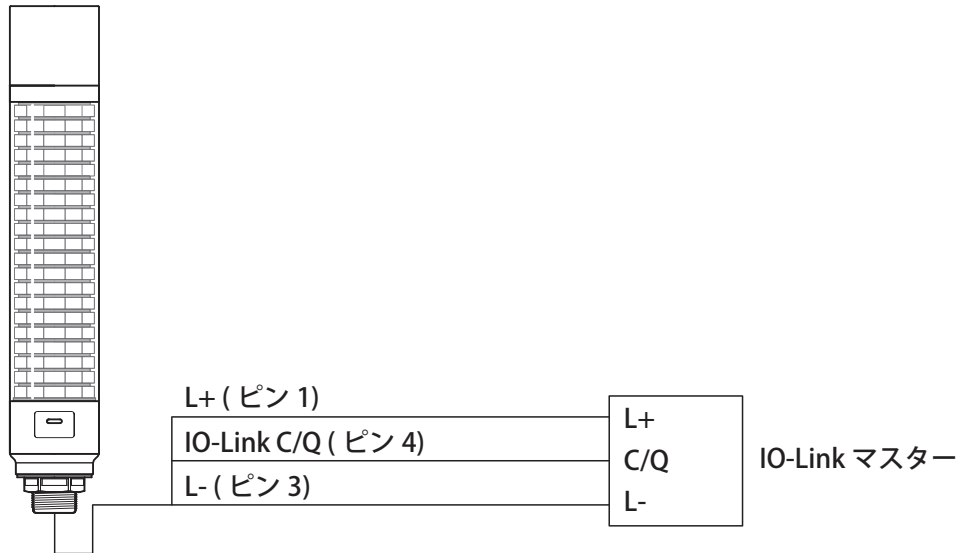 L+ ( ピン 1)
IO-Link C/Q ( ピン 4)
L- ( ピン 3)
L+
C/Q
L-
IO-Link マスター